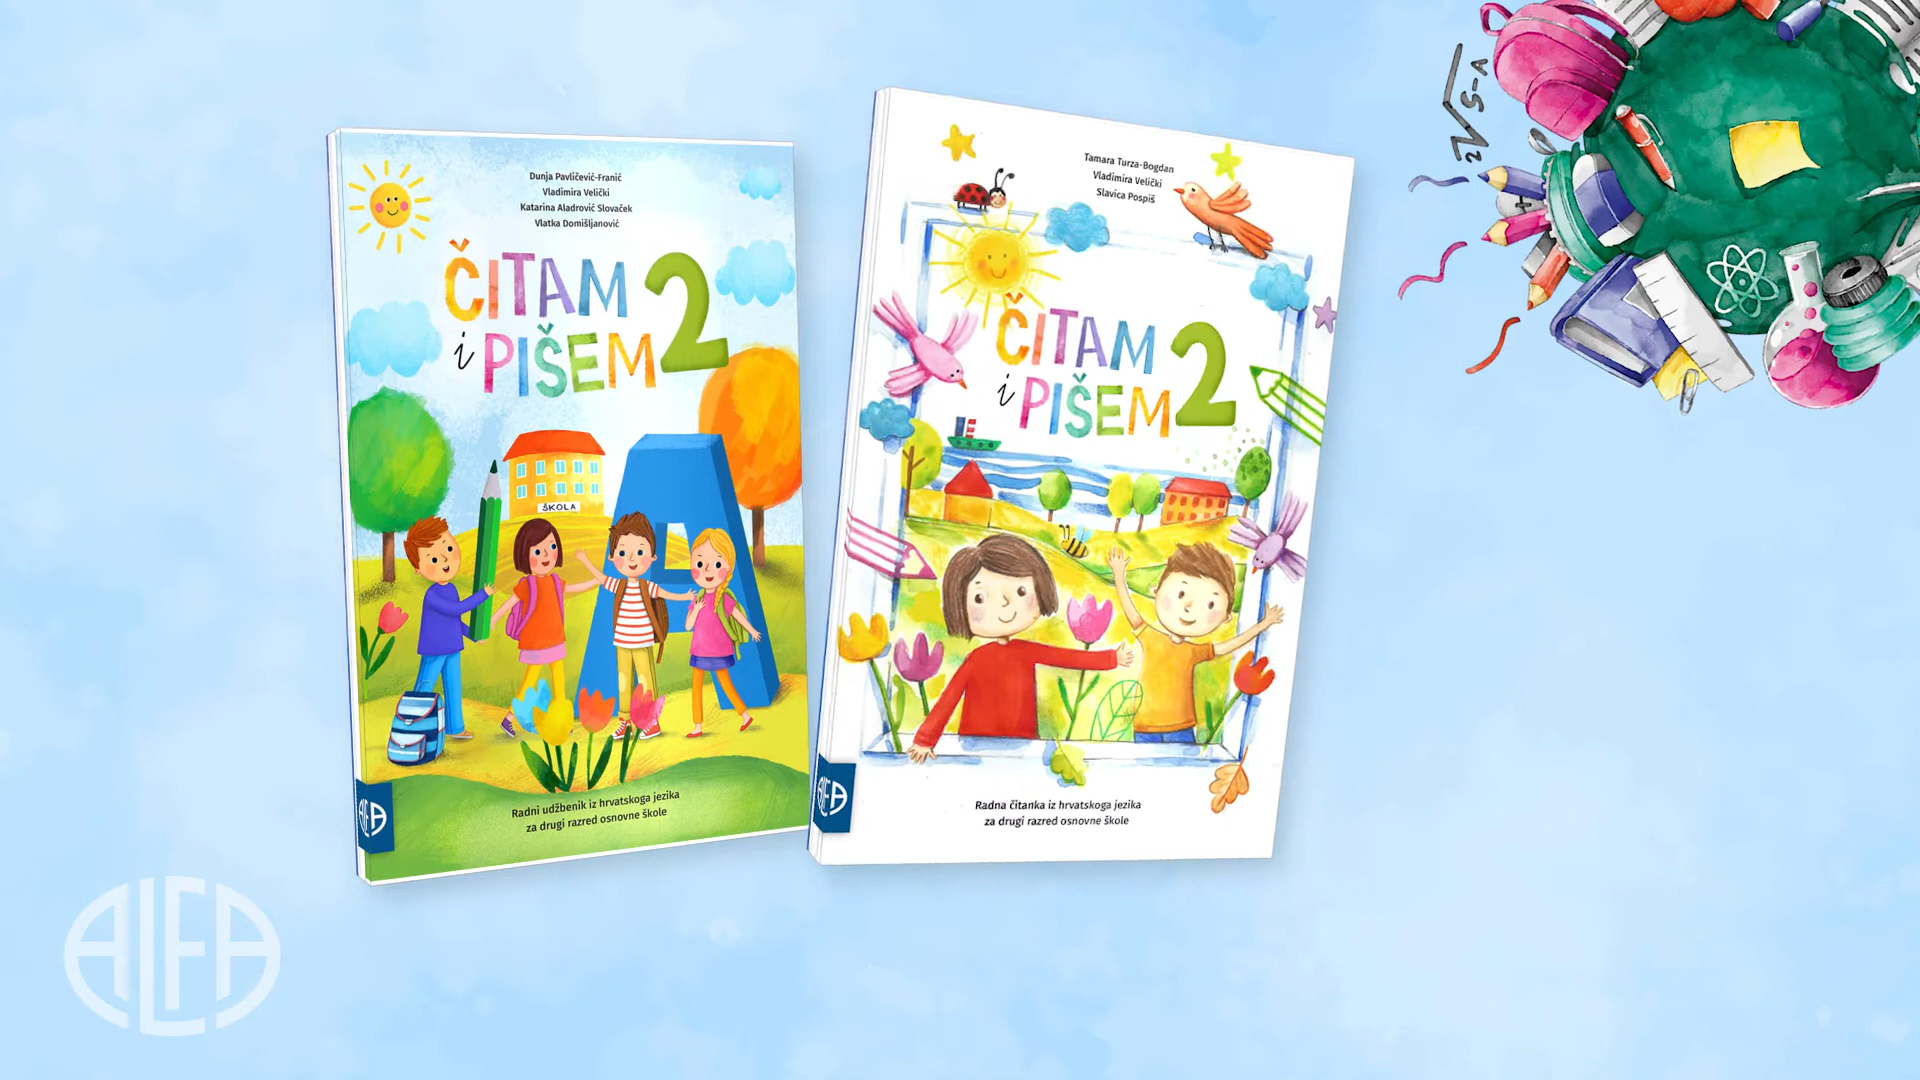 Dunja Pavličević-Franić
Vladimira Velički
Katarina Aladrović Slovaček
Vlatka Domišljanović
ČITAM
i PIŠEM 2
ŠKOLA
A
Radni udžbenik iz hrvatskoga jezika
za drugi razred osnovne škole
ALFA
Tamara Turza-Bogdan
Vladimira Velički
Slavica Pospiš
ČITAM
i PIŠEM 2
Radna čitanka iz hrvatskoga jezika
za drugi razred osnovne škole
ALFA
ALFA